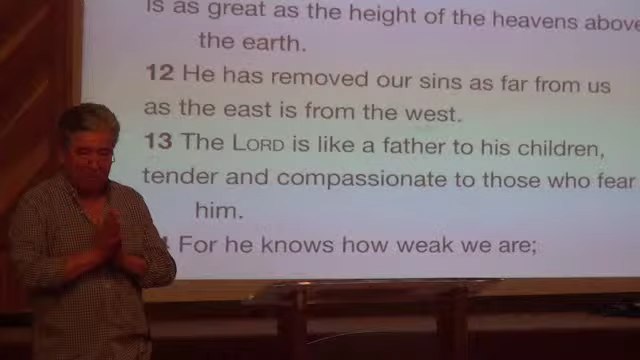 is as great as the height of the heavens above
the earth.
12 He has removed our sins as far from us
as the east is from the west.
13 The LORD is like a father to his children,
tender and compassionate to those who fear
him.
For he knows how weak we are;